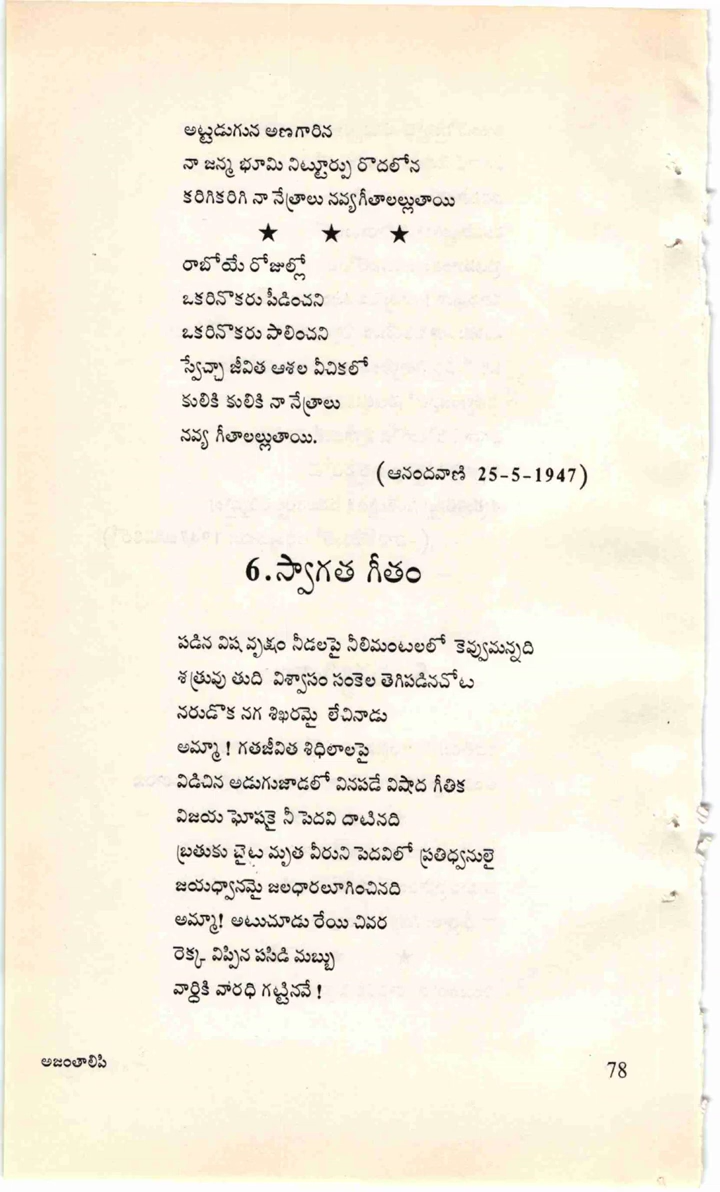 అట్టడుగున అణగారిన
నా జన్మ భూమి నిట్టూర్పు రొదలోన
కరిగికరిగి నా నేత్రాలు నవ్యగీతాలల్లుతాయి
★ ★ ★
రాబోయే రోజుల్లో
ఒకరినొకరు పీడించని
ఒకరినొకరు పాలించని
స్వేచ్ఛా జీవిత ఆశల వీచికలో
కులికి కులికి నా నేత్రాలు
నవ్య గీతాలల్లుతాయి.
(ఆనందవాణి 25-5-1947)
6.స్వాగత గీతం
పడిన విష వృక్షం నీడలపై నీలిమంటలలో కెవ్వుమన్నది
శత్రువు తుది విశ్వాసం సంకెల తెగిపడినచోట
నరుడొక నగ శిఖరమై లేచినాడు
అమ్మా ! గతజీవిత శిధిలాలపై
విడిచిన అడుగుజాడలో వినపడే విషాద గీతిక
విజయ ఘోషకై నీ పెదవి దాటినది
బ్రతుకు బైట మృత వీరుని పెదవిలో ప్రతిధ్వనులై
జయధ్వానమై జలధారలూగించినది
అమ్మా! అటుచూడు రేయి చివర
రెక్క విప్పిన పసిడి మబ్బు
వార్ధికి వారధి గట్టినవే !
అజంతాలిపి
78